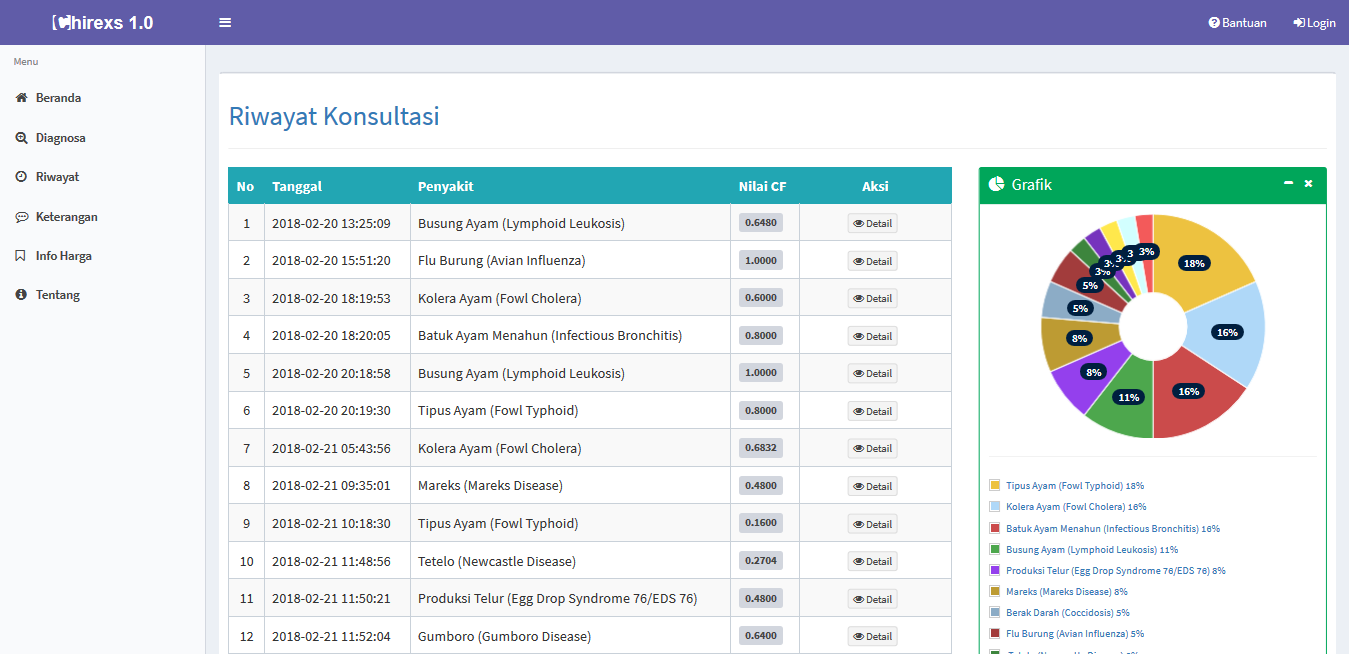 Chirexs 1.0
Bantuan
Login
Menu
Beranda
Diagnosa
Riwayat
Keterangan
Info Harga
Tentang
Riwayat Konsultasi
No Tanggal Penyakit Nilai CF Aksi
1 2018-02-20 13:25:09 Busung Ayam (Lymphoid Leukosis) 0.6480 Detail
2 2018-02-20 15:51:20 Flu Burung (Avian Influenza) 1.0000 Detail
3 2018-02-20 18:19:53 Kolera Ayam (Fowl Cholera) 0.6000 Detail
4 2018-02-20 18:20:05 Batuk Ayam Menahun (Infectious Bronchitis) 0.8000 Detail
5 2018-02-20 20:18:58 Busung Ayam (Lymphoid Leukosis) 1.0000 Detail
6 2018-02-20 20:19:30 Tipus Ayam (Fowl Typhoid) 0.8000 Detail
7 2018-02-21 05:43:56 Kolera Ayam (Fowl Cholera) 0.6832 Detail
8 2018-02-21 09:35:01 Mareks (Mareks Disease) 0.4800 Detail
9 2018-02-21 10:18:30 Tipus Ayam (Fowl Typhoid) 0.1600 Detail
10 2018-02-21 11:48:56 Tetelo (Newcastle Disease) 0.2704 Detail
11 2018-02-21 11:50:21 Produksi Telur (Egg Drop Syndrome 76/EDS 76) 0.4800 Detail
12 2018-02-21 11:52:04 Gumboro (Gumboro Disease) 0.6400 Detail
Grafik
18%
16%
16%
11%
8%
8%
5%
5%
3%
3%
3%
3
3%
Tipus Ayam (Fowl Typhoid) 18%
Kolera Ayam (Fowl Cholera) 16%
Batuk Ayam Menahun (Infectious Bronchitis) 16%
Busung Ayam (Lymphoid Leukosis) 11%
Produksi Telur (Egg Drop Syndrome 76/EDS 76) 8%
Mareks (Mareks Disease) 8%
Berak Darah (Coccidosis) 5%
Flu Burung (Avian Influenza) 5%